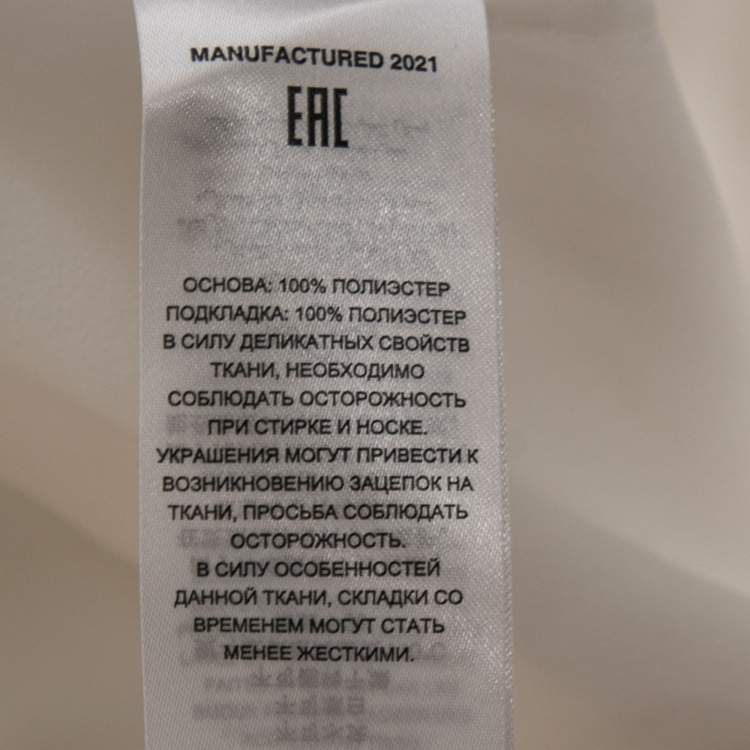 MANUFACTURED 2021
EAC
ОСНОВА: 100% ПОЛИЭСТЕР
ПОДКЛАДКА: 100% ПОЛИЭСТЕР
В СИЛУ ДЕЛИКАТНЫХ СВОЙСТВ
ТКАНИ, НЕОБХОДИМО
СОБЛЮДАТЬ ОСТОРОЖНОСТЬ
ПРИ СТИРКЕ И НОСКЕ.
УКРАШЕНИЯ МОГУТ ПРИВЕСТИ К
ВОЗНИКНОВЕНИЮ ЗАЦЕПОК НА
ТКАНИ, ПРОСЬБА СОБЛЮДАТЬ
ОСТОРОЖНОСТЬ.
В СИЛУ ОСОБЕННОСТЕЙ
ДАННОЙ ТКАНИ, СКЛАДКИ СО
ВРЕМЕНЕМ МОГУТ СТАТЬ
МЕНЕЕ ЖЕСТКИМИ.